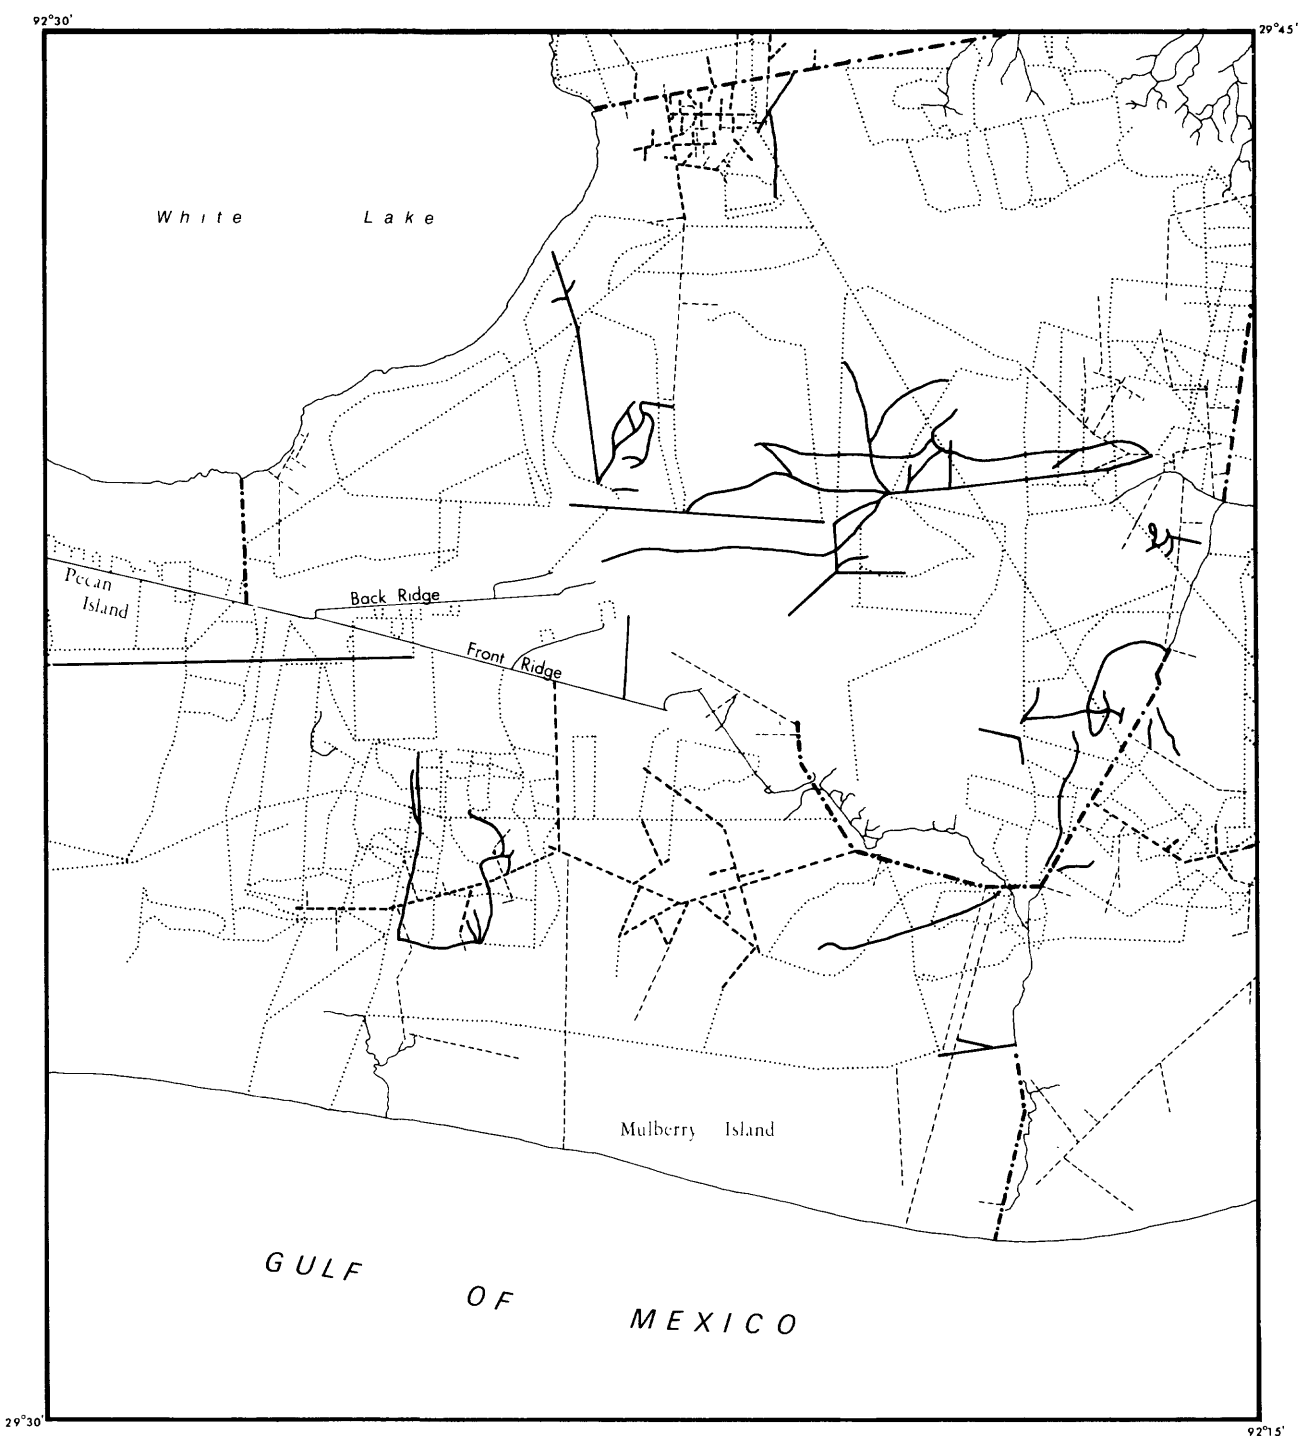 92°30'
29°45'
White Lake
Pecan
Island
Back Ridge
Front Ridge
Mulberry Island
GULF OF MEXICO
29°30'
92°15'